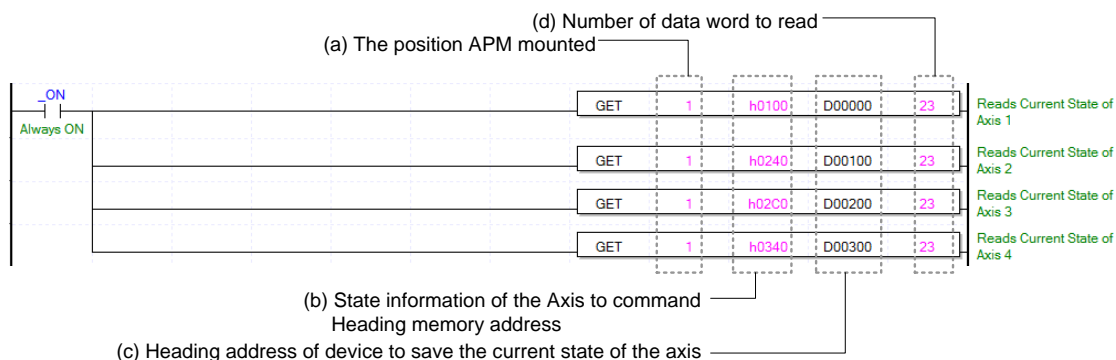 (d) Number of data word to read
(a) The position APM mounted
_ON
Always ON
GET 1 h0100 D00000 23
Reads Current State of
Axis 1
GET 1 h0240 D00100 23
Reads Current State of
Axis 2
GET 1 h02C0 D00200 23
Reads Current State of
Axis 3
GET 1 h0340 D00300 23
Reads Current State of
Axis 4
(b) State information of the Axis to command
Heading memory address
(c) Heading address of device to save the current state of the axis